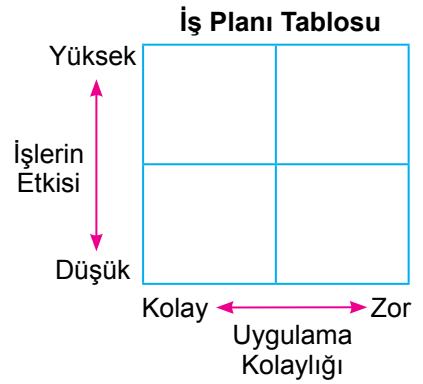 İş Planı Tablosu
Yüksek
İşlerin
Etkisi
Düşük
Kolay
Zor
Uygulama
Kolaylığı